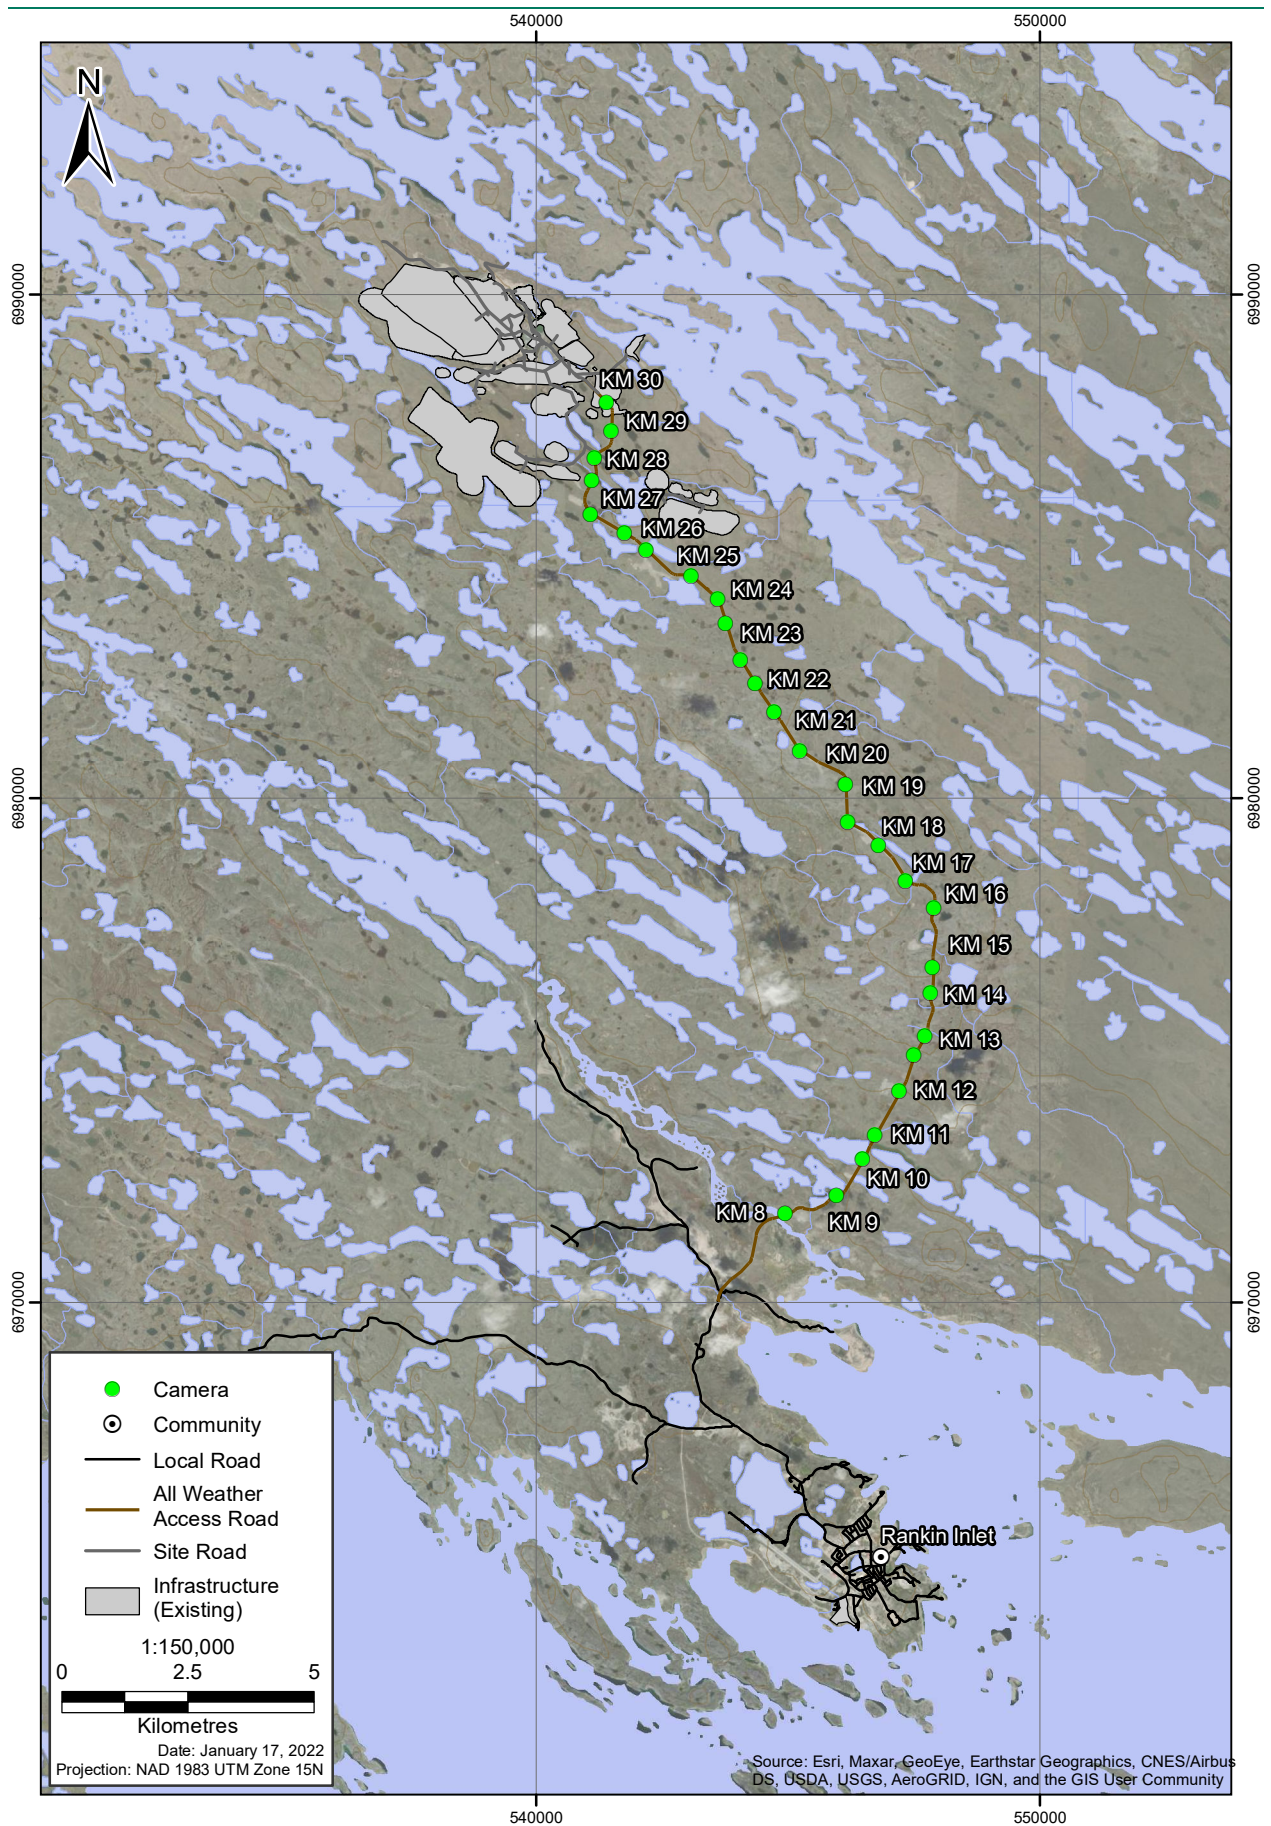 540000
550000
N
6990000
6990000
KM 30
KM 29
KM 28
KM 27
KM 26
KM 25
KM 24
KM 23
KM 22
KM 21
KM 20
KM 19
6980000
6980000
KM 18
KM 17
KM 16
KM 15
KM 14
KM 13
KM 12
KM 11
KM 10
KM 8
KM 9
6970000
6970000
Camera
Community
Local Road
All Weather
Access Road
Site Road
Infrastructure
(Existing)
1:150,000
0 2.5 5
Kilometres
Date: January 17, 2022
Projection: NAD 1983 UTM Zone 15N
Rankin Inlet
Source: Esri, Maxar, GeoEye, Earthstar Geographics, CNES/Airbus
DS, USDA, USGS, AeroGRID, IGN, and the GIS User Community
540000
550000